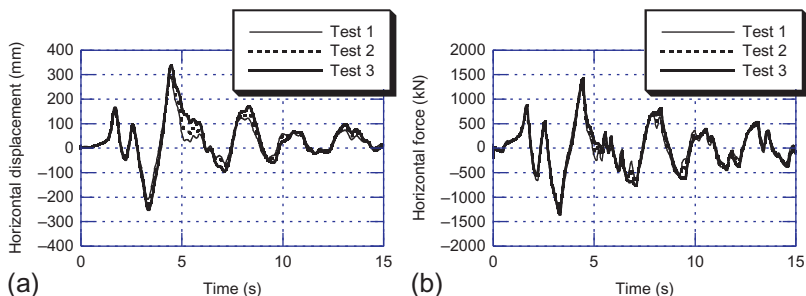 Test 1
Test 2
Test 3
Horizontal displacement (mm)
400
300
200
100
0
–100
–200
–300
–400
0
5
10
15
Time (s)
(a)
Test 1
Test 2
Test 3
Horizontal force (kN)
2000
1500
1000
500
0
–500
–1000
–1500
–2000
0
5
10
15
Time (s)
(b)